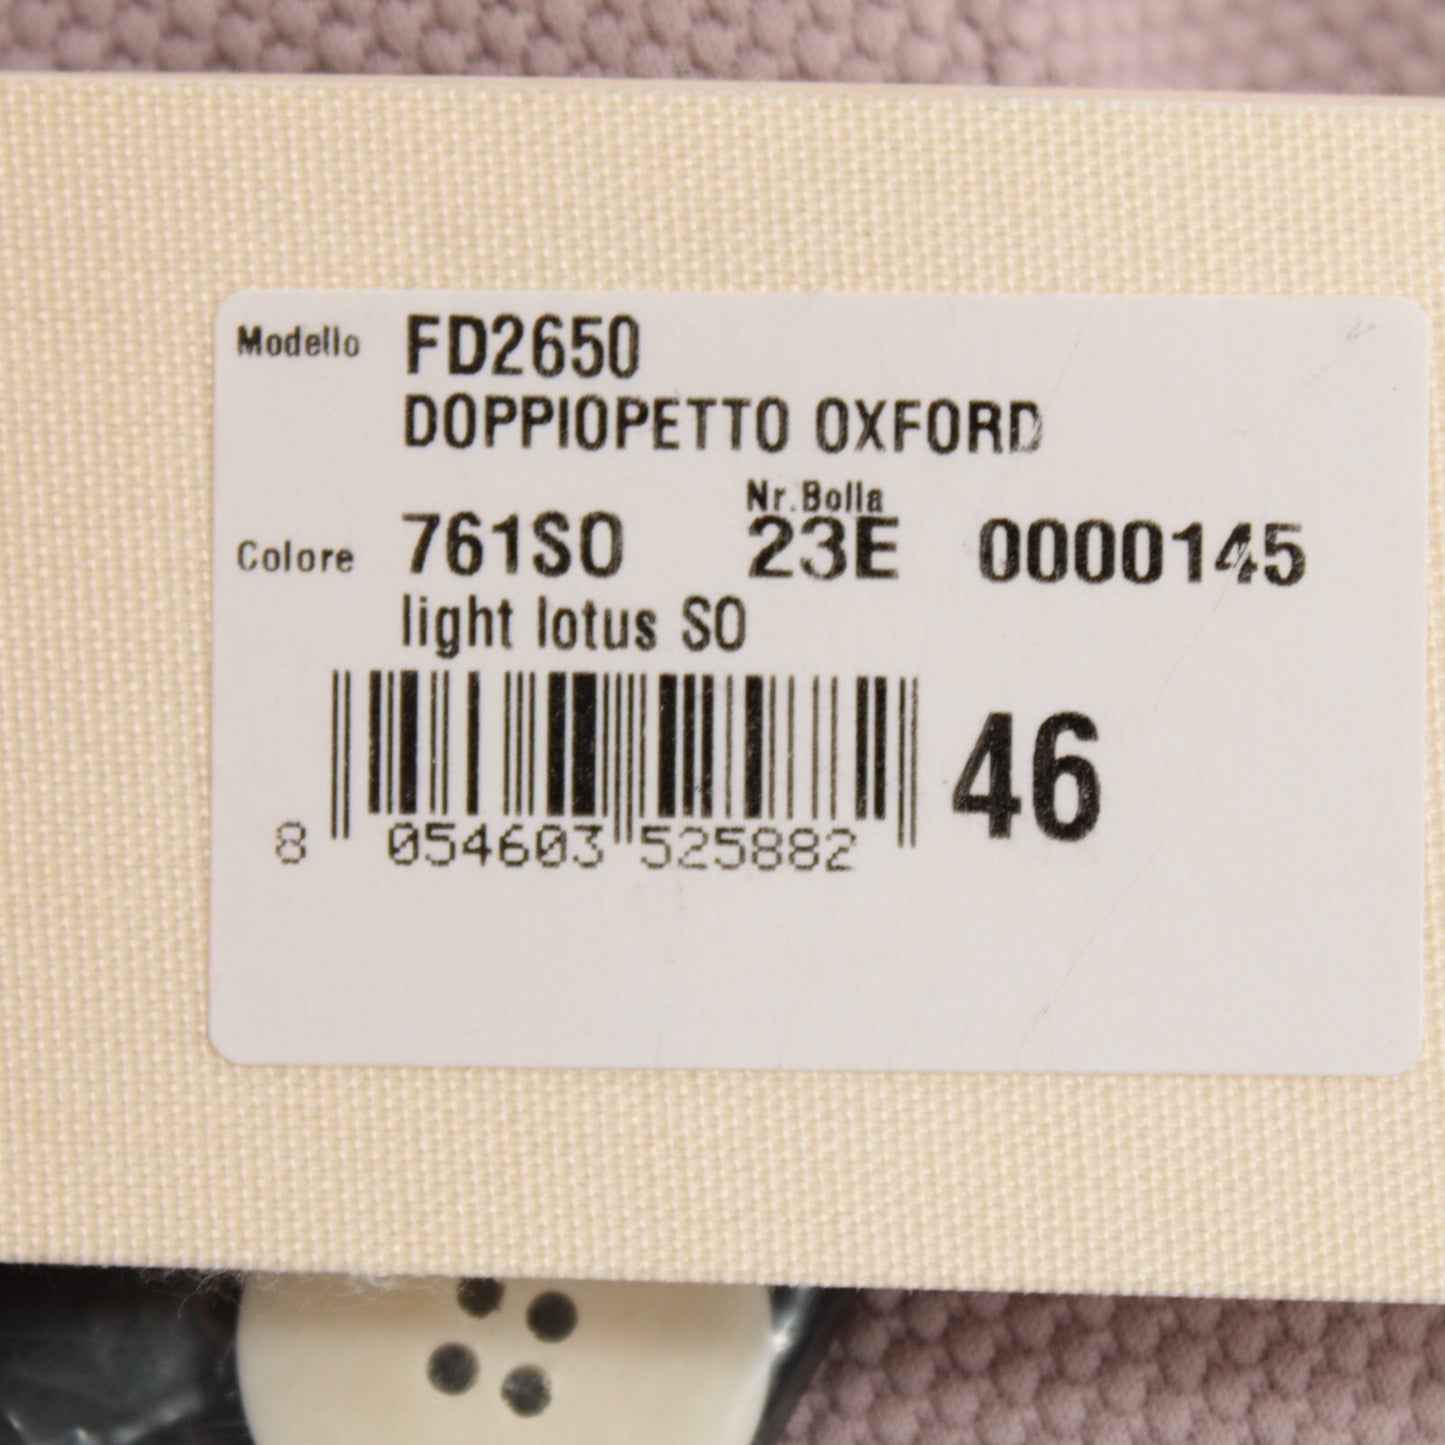 Modello FD2650
DOPPIOPETTO OXFORD
Nr.Bolla
Colore 761SO 23E 0000145
light lotus SO
46
8 054603 525882